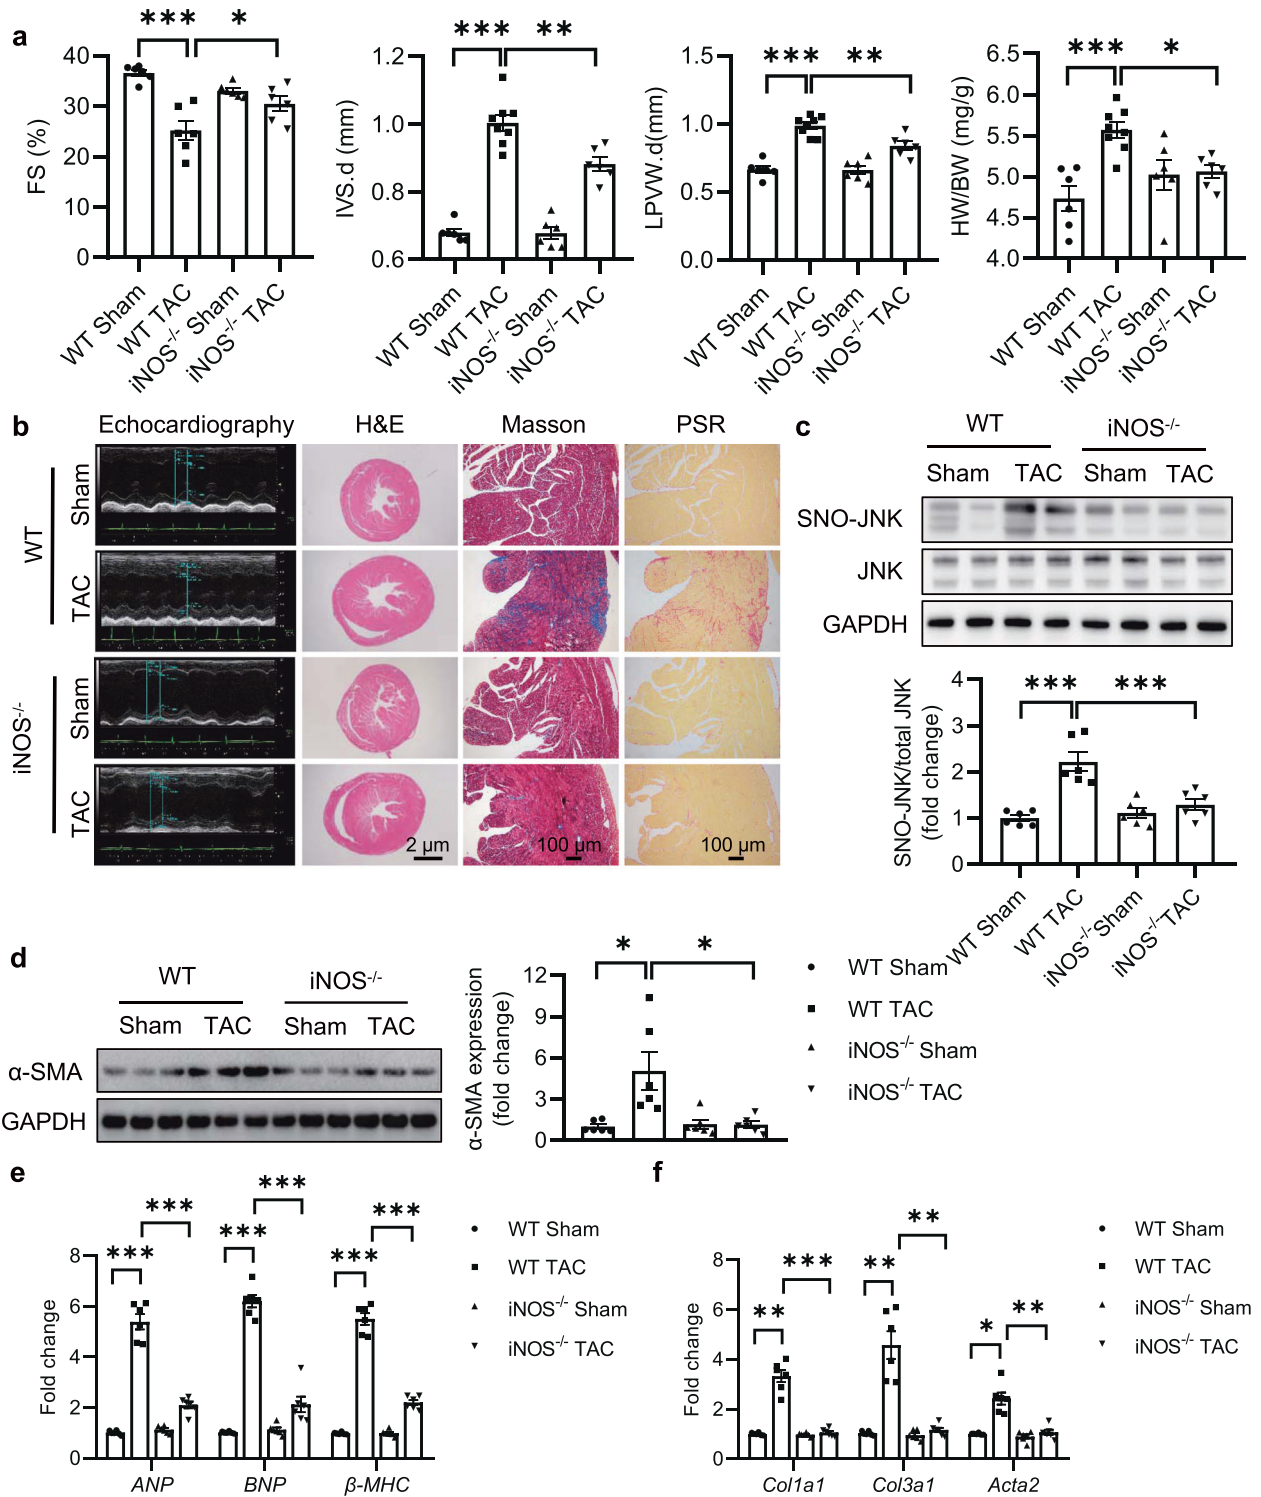 a
*** *
FS (%)
40
30
20
10
0
WT Sham
WT TAC
iNOS-/- Sham
iNOS-/- TAC
*** **
IVS.d (mm)
1.2
1.0
0.8
0.6
WT Sham
WT TAC
iNOS-/- Sham
iNOS-/- TAC
*** **
LPVW.d(mm)
1.5
1.0
0.5
0.0
WT Sham
WT TAC
iNOS-/- Sham
iNOS-/- TAC
*** *
HW/BW (mg/g)
6.5
6.0
5.5
5.0
4.5
4.0
WT Sham
WT TAC
iNOS-/- Sham
iNOS-/- TAC
b
Echocardiography H&E Masson PSR
WT
Sham
TAC
iNOS-/-
Sham
TAC
2 μm
100 μm
100 μm
c
WT iNOS-/-
Sham TAC Sham TAC
SNO-JNK
JNK
GAPDH
*** ***
SNO-JNK/total JNK
(fold change)
4
3
2
1
0
WT Sham
WT TAC
iNOS-/-Sham
iNOS-/-TAC
d
WT iNOS-/-
Sham TAC Sham TAC
α-SMA
GAPDH
* *
α-SMA expression
(fold change)
12
9
6
3
0
WT Sham
WT TAC
iNOS-/- Sham
iNOS-/- TAC
e
*** *** *** *** *** ***
Fold change
8
6
4
2
0
ANP BNP β-MHC
WT Sham
WT TAC
iNOS-/- Sham
iNOS-/- TAC
f
** *** ** ** * **
Fold change
8
6
4
2
0
Col1a1 Col3a1 Acta2
WT Sham
WT TAC
iNOS-/- Sham
iNOS-/- TAC